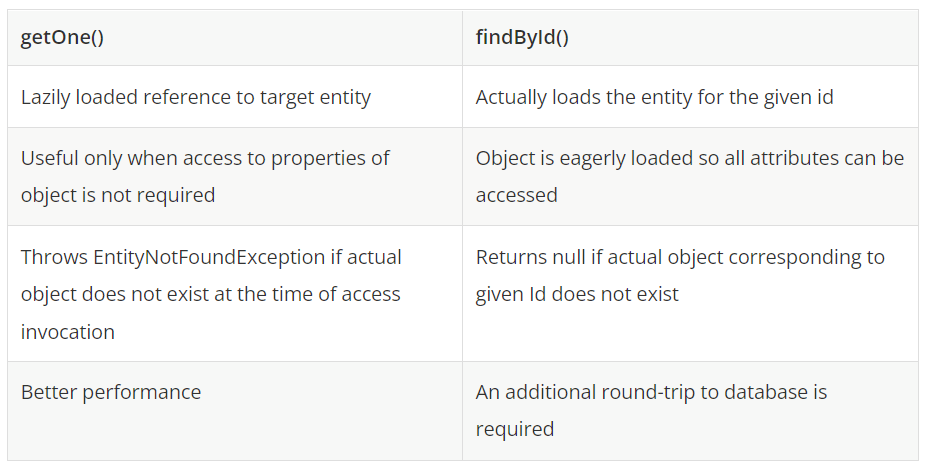 getOne()
findById()
Lazily loaded reference to target entity
Actually loads the entity for the given id
Useful only when access to properties of
object is not required
Object is eagerly loaded so all attributes can be
accessed
Throws EntityNotFoundException if actual
object does not exist at the time of access
invocation
Returns null if actual object corresponding to
given Id does not exist
Better performance
An additional round-trip to database is
required